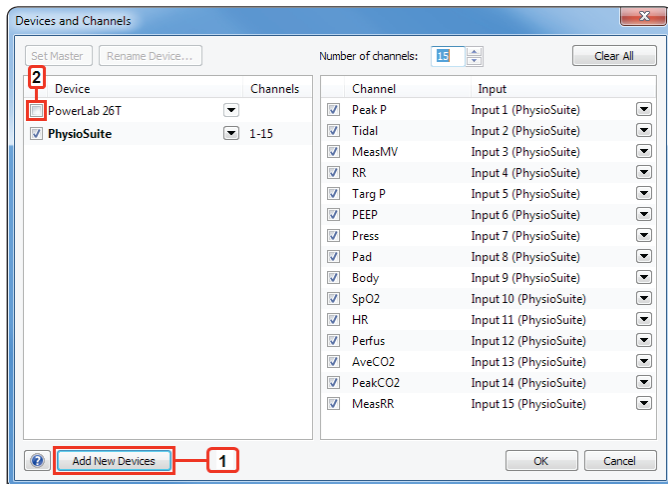 Devices and Channels
Set Master Rename Device... Number of channels: 15 Clear All
2
Device Channels
PowerLab 26T
PhysioSuite 1-15
Channel Input
Peak P Input 1 (PhysioSuite)
Tidal Input 2 (PhysioSuite)
MeasMV Input 3 (PhysioSuite)
RR Input 4 (PhysioSuite)
Targ P Input 5 (PhysioSuite)
PEEP Input 6 (PhysioSuite)
Press Input 7 (PhysioSuite)
Pad Input 8 (PhysioSuite)
Body Input 9 (PhysioSuite)
SpO2 Input 10 (PhysioSuite)
HR Input 11 (PhysioSuite)
Perfus Input 12 (PhysioSuite)
AveCO2 Input 13 (PhysioSuite)
PeakCO2 Input 14 (PhysioSuite)
MeasRR Input 15 (PhysioSuite)
? Add New Devices 1 OK Cancel